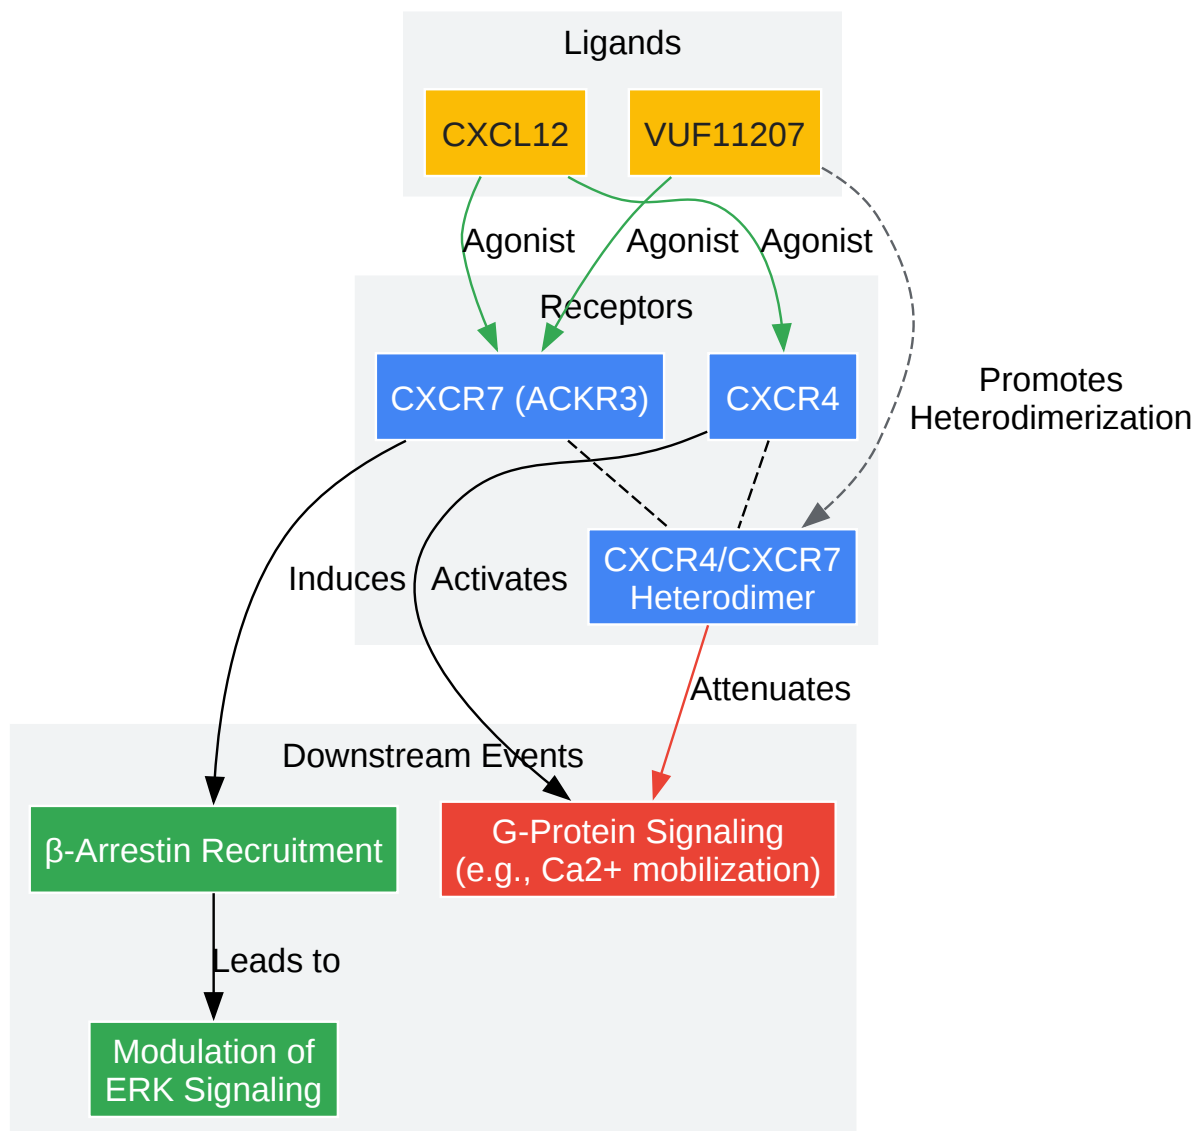 Ligands
CXCL12
VUF11207
Agonist
Agonist
Agonist
Receptors
CXCR7 (ACKR3)
CXCR4
Promotes
Heterodimerization
CXCR4/CXCR7
Heterodimer
Induces
Activates
Attenuates
Downstream Events
β-Arrestin Recruitment
G-Protein Signaling
(e.g., Ca2+ mobilization)
Leads to
Modulation of
ERK Signaling